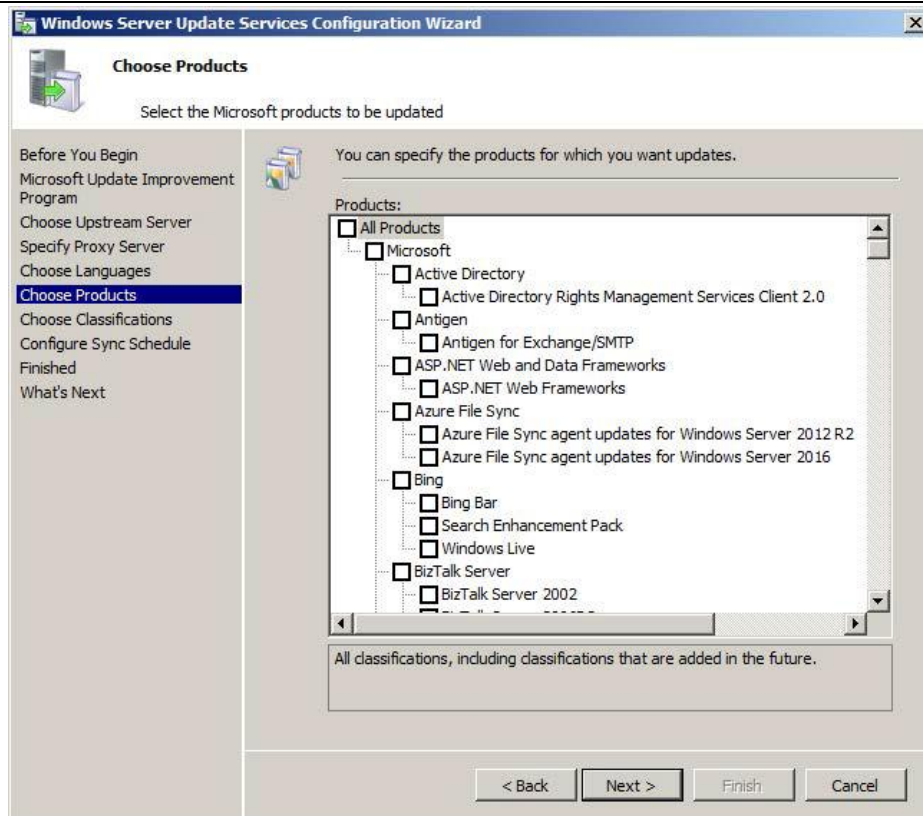 Windows Server Update Services Configuration Wizard
Choose Products
Select the Microsoft products to be updated
Before You Begin
Microsoft Update Improvement
Program
Choose Upstream Server
Specify Proxy Server
Choose Languages
Choose Products
Choose Classifications
Configure Sync Schedule
Finished
What's Next
You can specify the products for which you want updates.
Products:
All Products
Microsoft
Active Directory
Active Directory Rights Management Services Client 2.0
Antigen
Antigen for Exchange/SMTP
ASP.NET Web and Data Frameworks
ASP.NET Web Frameworks
Azure File Sync
Azure File Sync agent updates for Windows Server 2012 R2
Azure File Sync agent updates for Windows Server 2016
Bing
Bing Bar
Search Enhancement Pack
Windows Live
BizTalk Server
BizTalk Server 2002
All classifications, including classifications that are added in the future.
< Back
Next >
Finish
Cancel